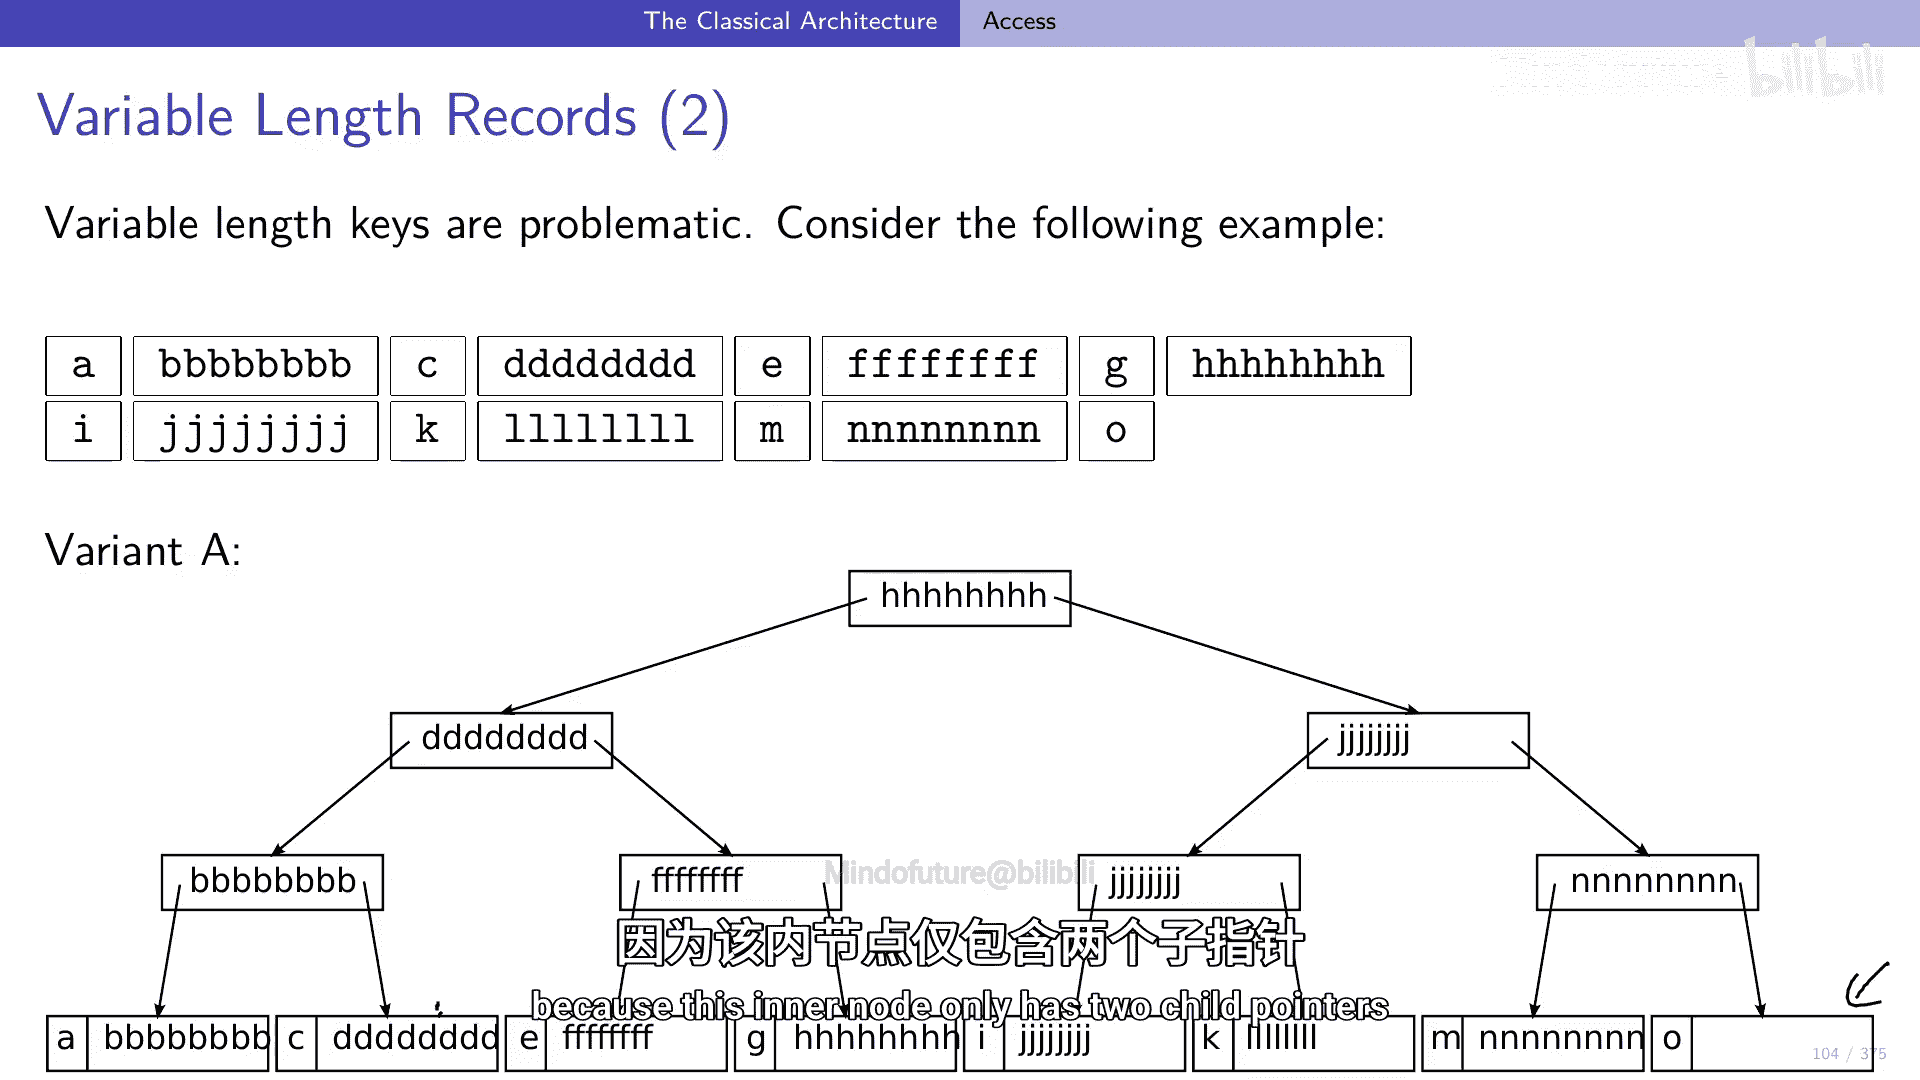 The Classical Architecture Access
bilibili
Variable Length Records (2)
Variable length keys are problematic. Consider the following example:
a bbbbbbbb c dddddddd e ffffffff g hhhhhhhh
i jjjjjjjj k llllllll m nnnnnnnn o
Variant A:
hhhhhhhh
dddddddd jjjjjjjj
bbbbbbbb ffffffff jjjjjjjj nnnnnnnn
Mindofuture@bilibili
因为该内节点仅包含两个子指针
because this inner node only has two child pointers
a bbbbbbbb c dddddddd e ffffffff g hhhhhhhh i jjjjjjjj k llllllll m nnnnnnnn o
104 / 375